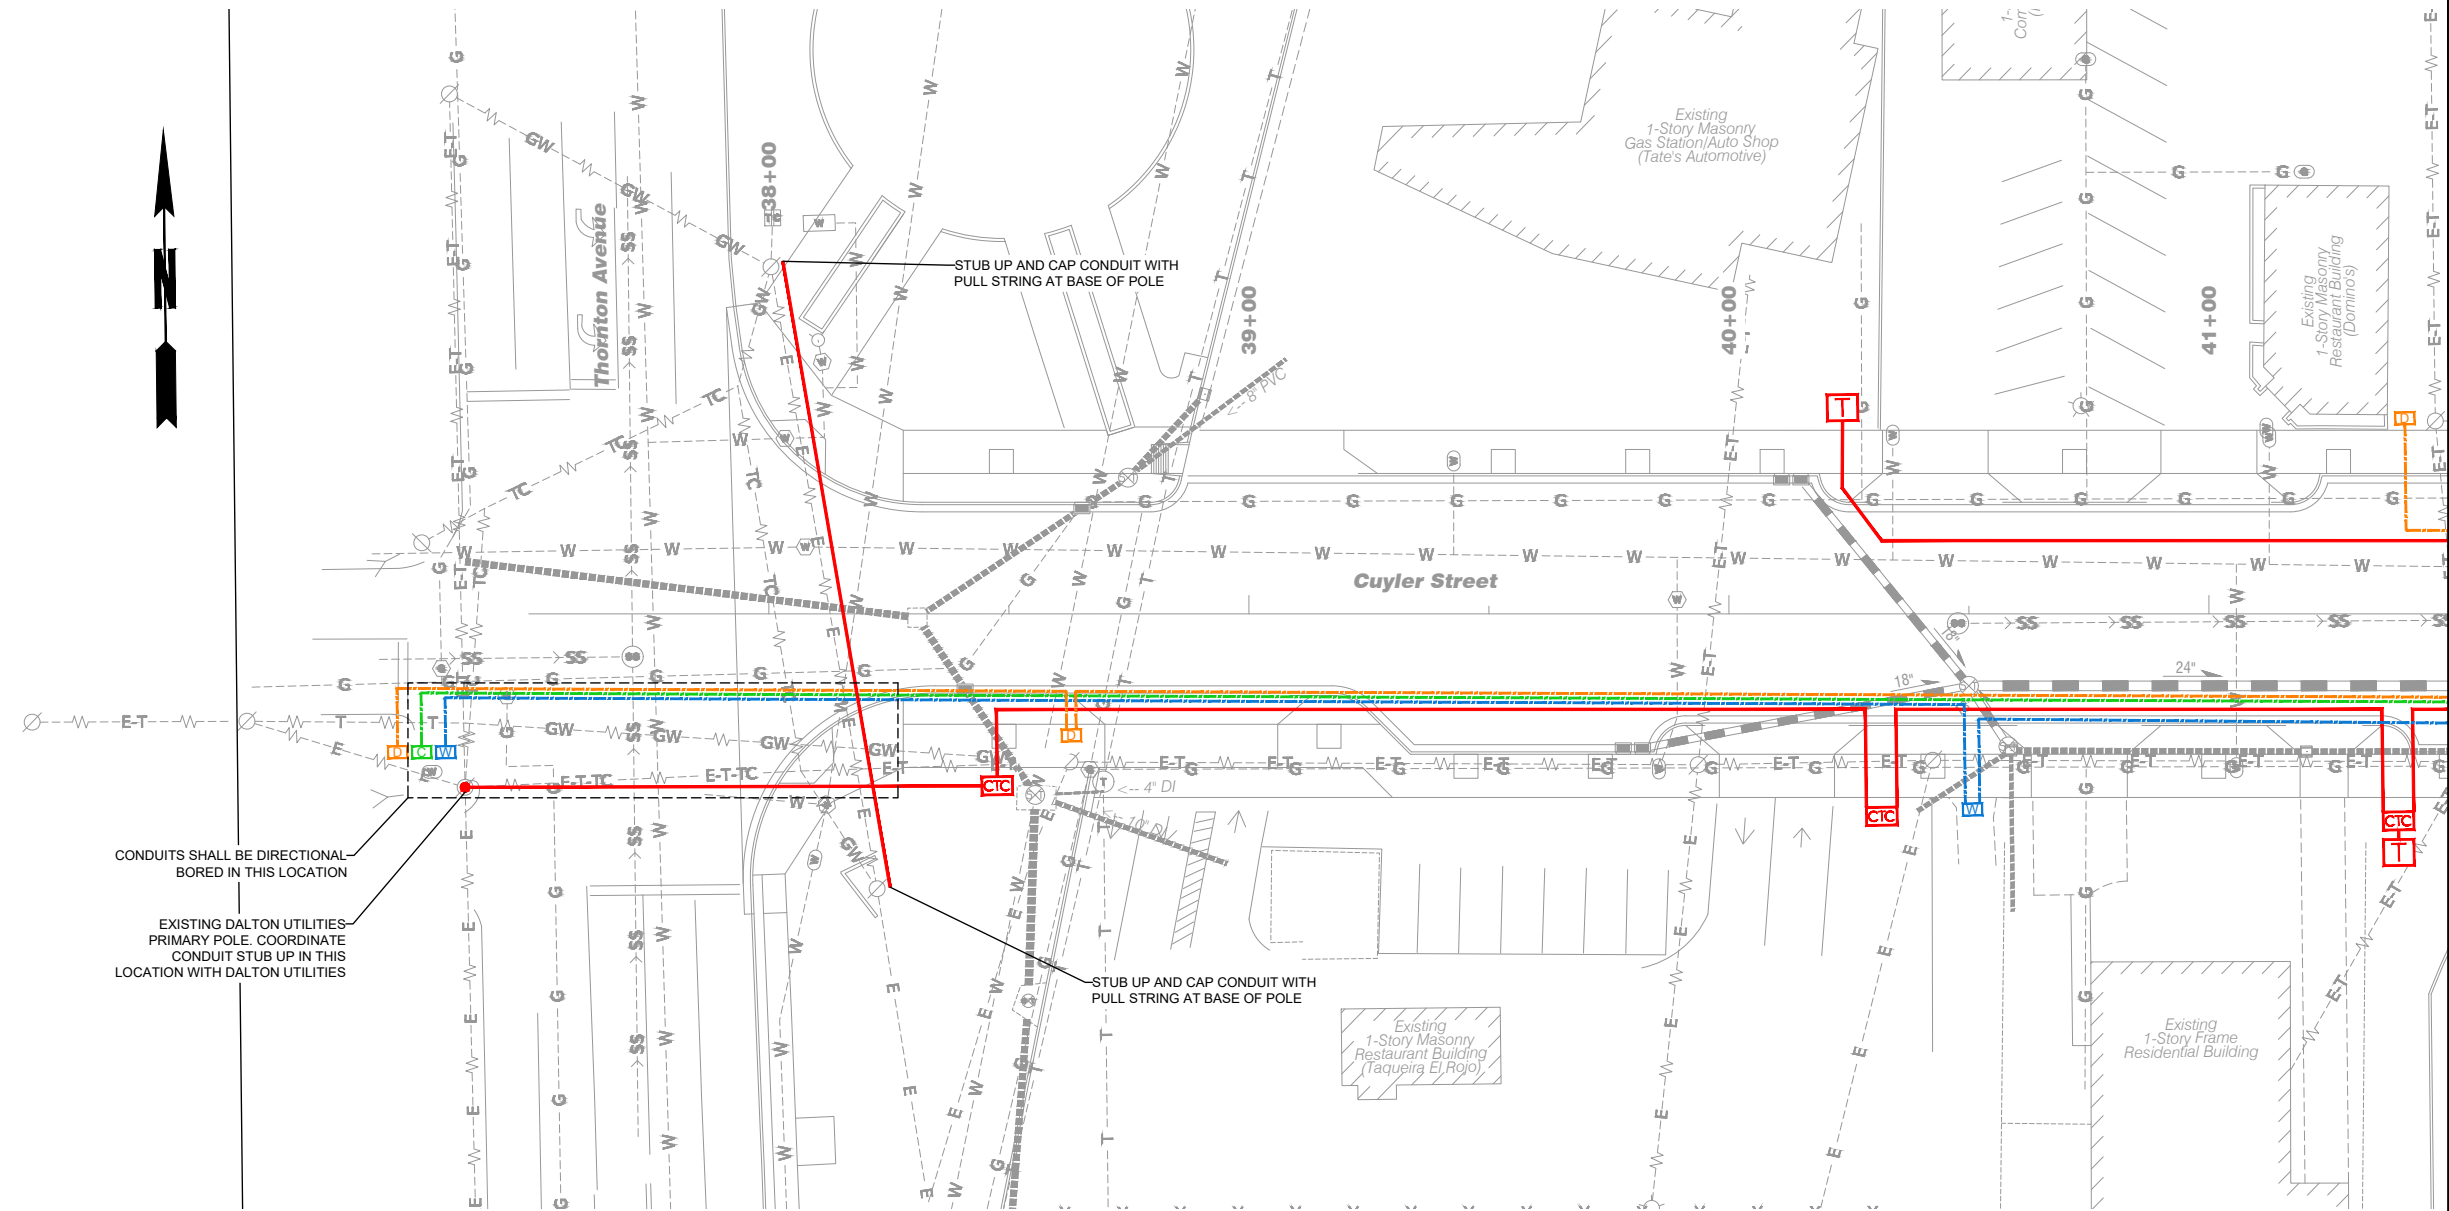 Existing
1-Story Masonry
Gas Station/Auto Shop
(Tate's Automotive)
38+00
39+00
40+00
41+00
Thornton Avenue
N
STUB UP AND CAP CONDUIT WITH
PULL STRING AT BASE OF POLE
Existing
1-Story Masonry
Restaurant Building
(Domino's)
<-- 8" PVC
T
D
Cuyler Street
18"
18"
24"
D
C
W
D
CTC
<-- 4" DI
<-- 10" DI
CTC
W
CTC
T
CONDUITS SHALL BE DIRECTIONAL
BORED IN THIS LOCATION
EXISTING DALTON UTILITIES
PRIMARY POLE. COORDINATE
CONDUIT STUB UP IN THIS
LOCATION WITH DALTON UTILITIES
STUB UP AND CAP CONDUIT WITH
PULL STRING AT BASE OF POLE
Existing
1-Story Masonry
Restaurant Building
(Taqueira El Rojo)
Existing
1-Story Frame
Residential Building